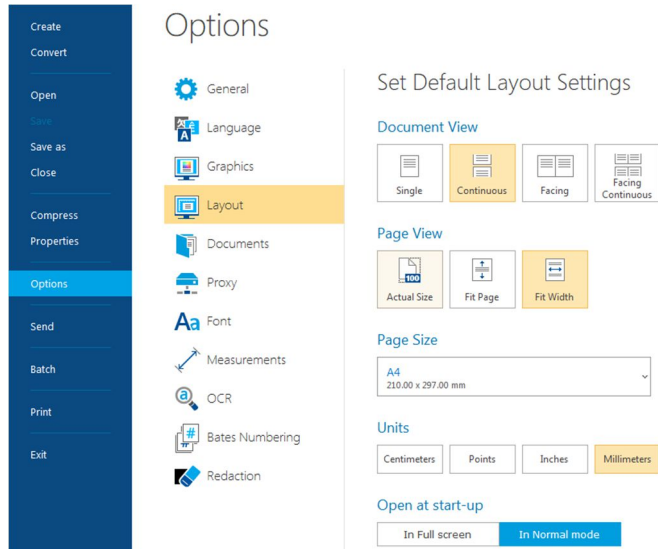 Create
Convert
Open
Save
Save as
Close
Compress
Properties
Options
Send
Batch
Print
Exit
Options
General
Language
Graphics
Layout
Documents
Proxy
Aa Font
Measurements
OCR
Bates Numbering
Redaction
Set Default Layout Settings
Document View
Single
Continuous
Facing
Facing
Continuous
Page View
100
Actual Size
Fit Page
Fit Width
Page Size
A4
210.00 x 297.00 mm
Units
Centimeters
Points
Inches
Millimeters
Open at start-up
In Full screen
In Normal mode